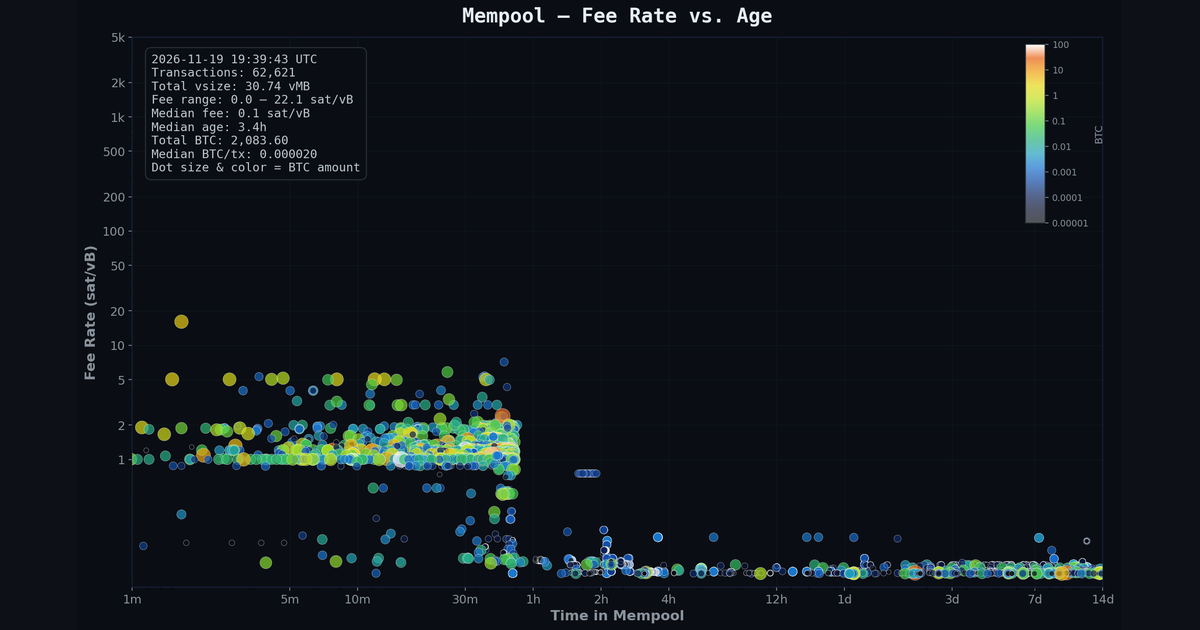 Mempool — Fee Rate vs. Age
2026-11-19 19:39:43 UTC
Transactions: 62,621
Total vsize: 30.74 vMB
Fee range: 0.0 — 22.1 sat/vB
Median fee: 0.1 sat/vB
Median age: 3.4h
Total BTC: 2,083.60
Median BTC/tx: 0.000020
Dot size & color = BTC amount
100
10
1
0.1
0.01
0.001
0.0001
0.00001
BTC
Fee Rate (sat/vB)
5k
2k
1k
500
200
100
50
20
10
5
2
1
1m 5m 10m 30m 1h 2h 4h 12h 1d 3d 7d 14d
Time in Mempool